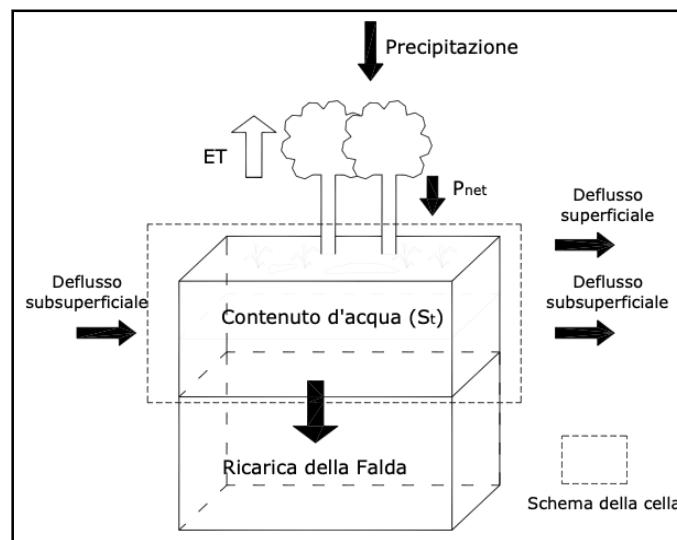 Precipitazione
ET
Pnet
Deflusso
superficiale
Deflusso
subsuperficiale
Deflusso
subsuperficiale
Contenuto d'acqua (St)
Ricarica della Falda
Schema della cella